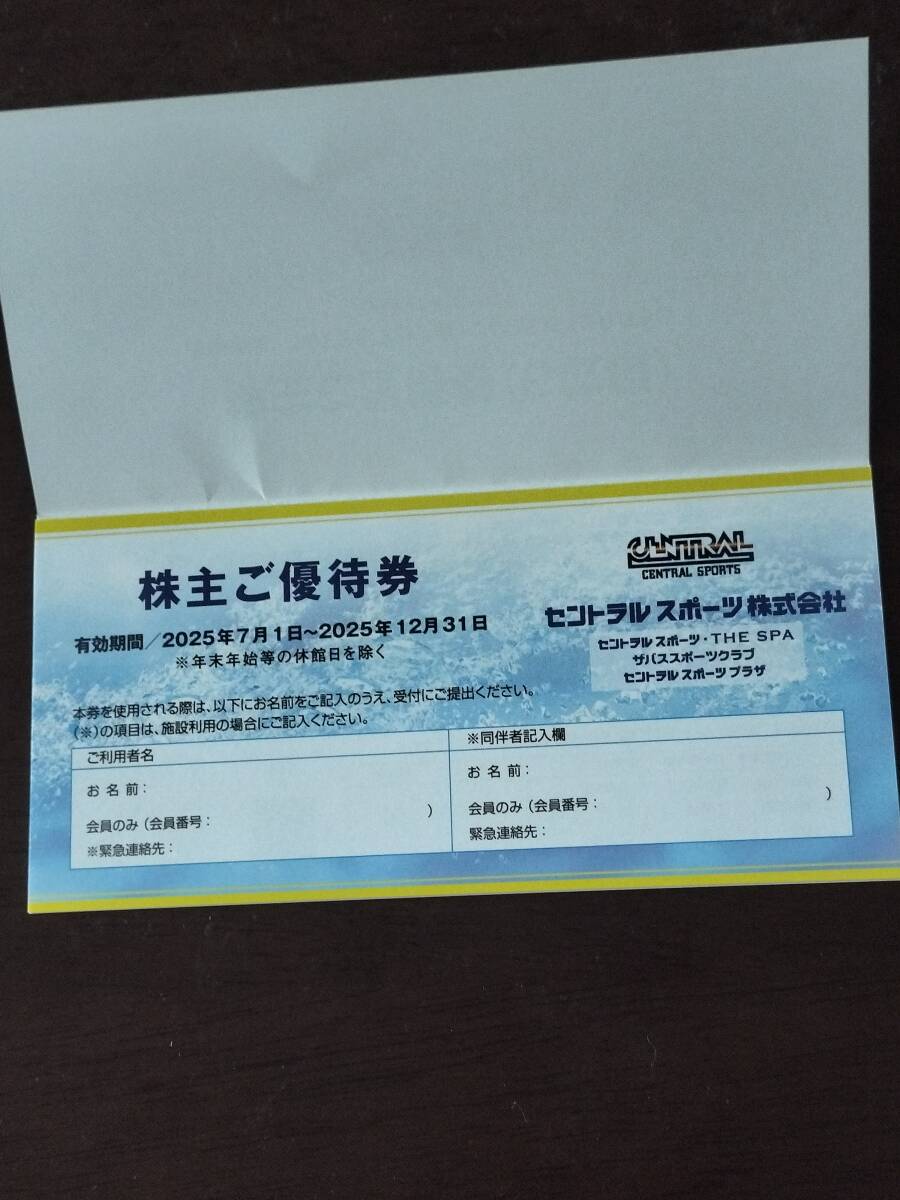 株主ご優待券
有効期間／2025年7月1日～2025年12月31日
※年末年始等の休館日を除く
CENTRAL
CENTRAL SPORTS
セントラルスポーツ株式会社
セントラルスポーツ・THE SPA
ザバススポーツクラブ
セントラルスポーツプラザ
本券を使用される際は、以下にお名前をご記入のうえ、受付にご提出ください。
（※）の項目は、施設利用の場合にご記入ください。
ご利用者名
お名前：
会員のみ（会員番号： ）
※緊急連絡先：
※同伴者記入欄
お名前：
会員のみ（会員番号： ）
緊急連絡先：